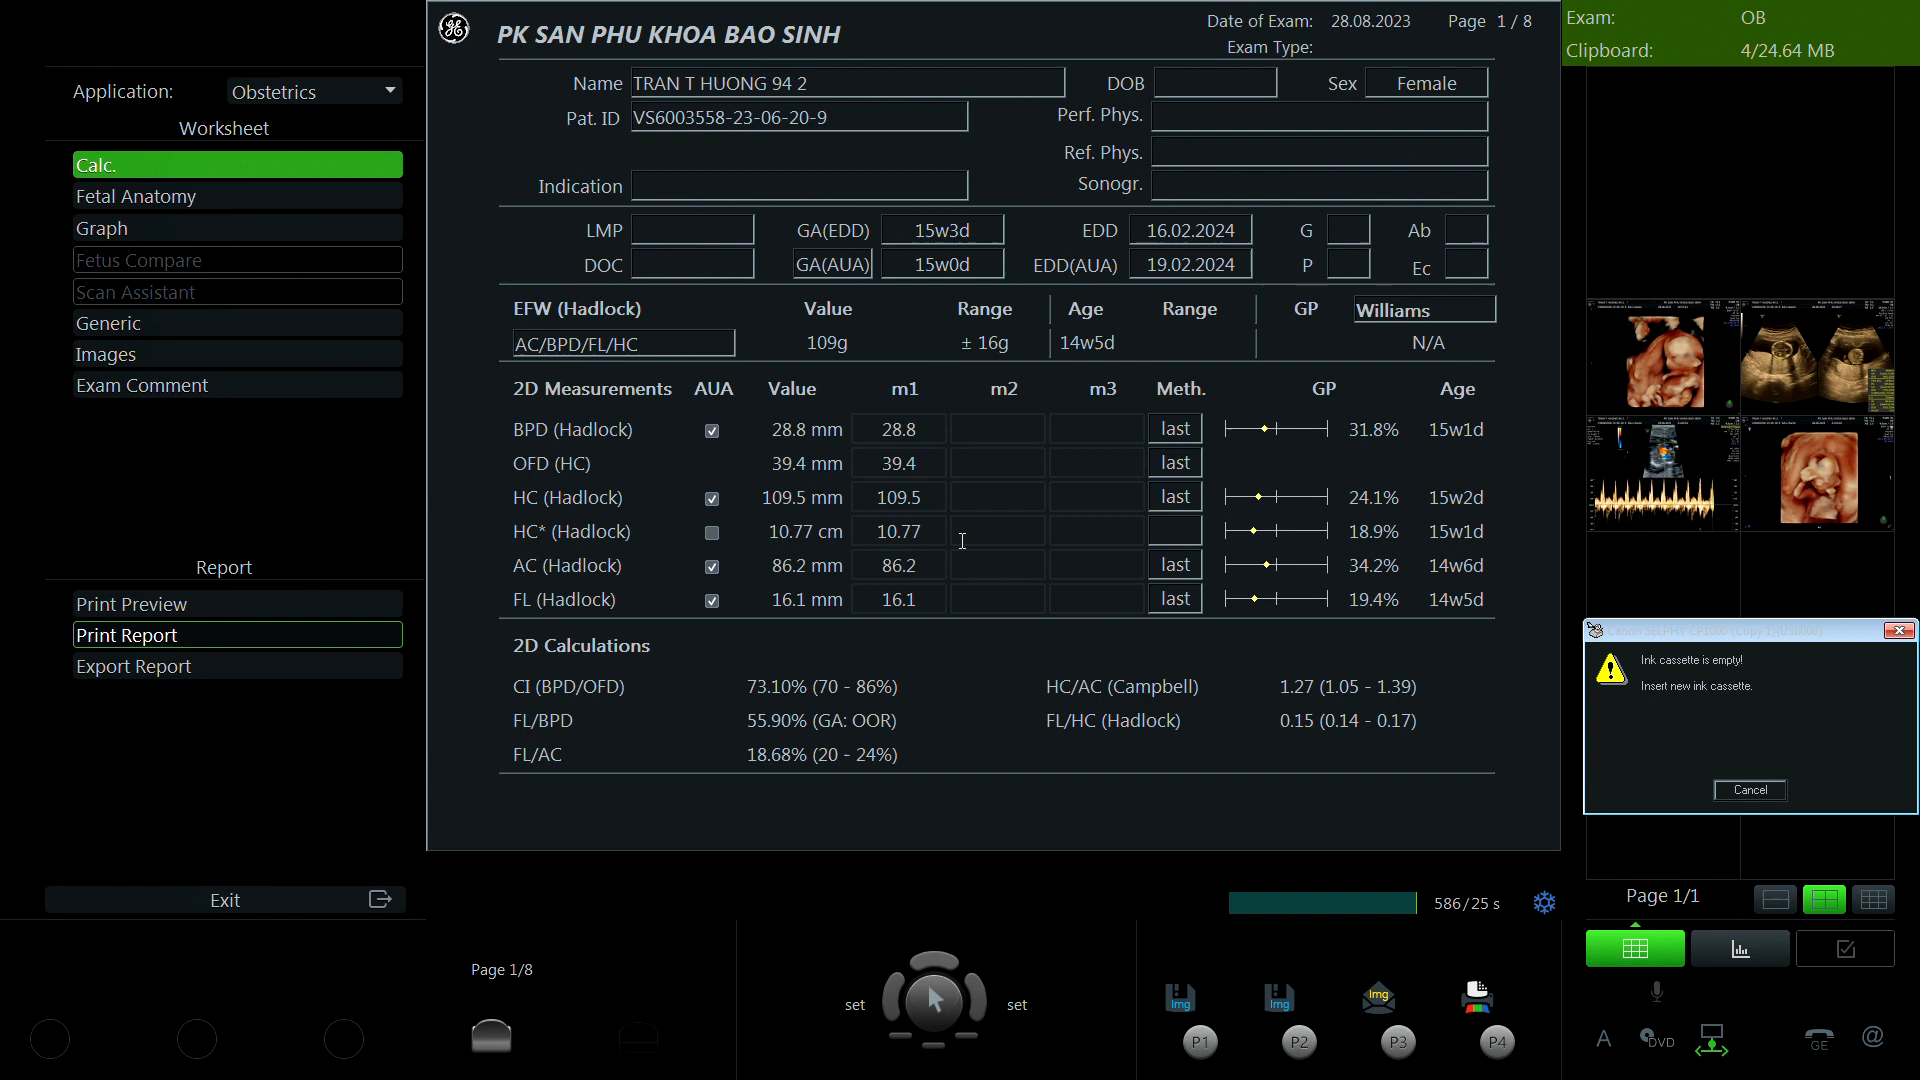 PK SAN PHU KHOA BAO SINH
Date of Exam: 28.08.2023 Page 1 / 8
Exam Type:
Exam: OB
Clipboard: 4/24.64 MB
Application: Obstetrics
Worksheet
Calc.
Fetal Anatomy
Graph
Fetus Compare
Scan Assistant
Generic
Images
Exam Comment
Report
Print Preview
Print Report
Export Report
Exit
Name TRAN T HUONG 94 2 DOB Sex Female
Pat. ID VS6003558-23-06-20-9 Perf. Phys.
Ref. Phys.
Indication Sonogr.
LMP GA(EDD) 15w3d EDD 16.02.2024 G Ab
DOC GA(AUA) 15w0d EDD(AUA) 19.02.2024 P Ec
EFW (Hadlock) Value Range Age Range GP Williams
AC/BPD/FL/HC 109g ± 16g 14w5d N/A
2D Measurements AUA Value m1 m2 m3 Meth. GP Age
BPD (Hadlock) 28.8 mm 28.8 last 31.8% 15w1d
OFD (HC) 39.4 mm 39.4 last
HC (Hadlock) 109.5 mm 109.5 last 24.1% 15w2d
HC* (Hadlock) 10.77 cm 10.77 18.9% 15w1d
AC (Hadlock) 86.2 mm 86.2 last 34.2% 14w6d
FL (Hadlock) 16.1 mm 16.1 last 19.4% 14w5d
2D Calculations
CI (BPD/OFD) 73.10% (70 - 86%) HC/AC (Campbell) 1.27 (1.05 - 1.39)
FL/BPD 55.90% (GA: OOR) FL/HC (Hadlock) 0.15 (0.14 - 0.17)
FL/AC 18.68% (20 - 24%)
Ink cassette is empty!
Insert new ink cassette.
Cancel
586/25 s
Page 1/1
Page 1/8
set set
Img Img Img
P1 P2 P3 P4
A DVD GE @